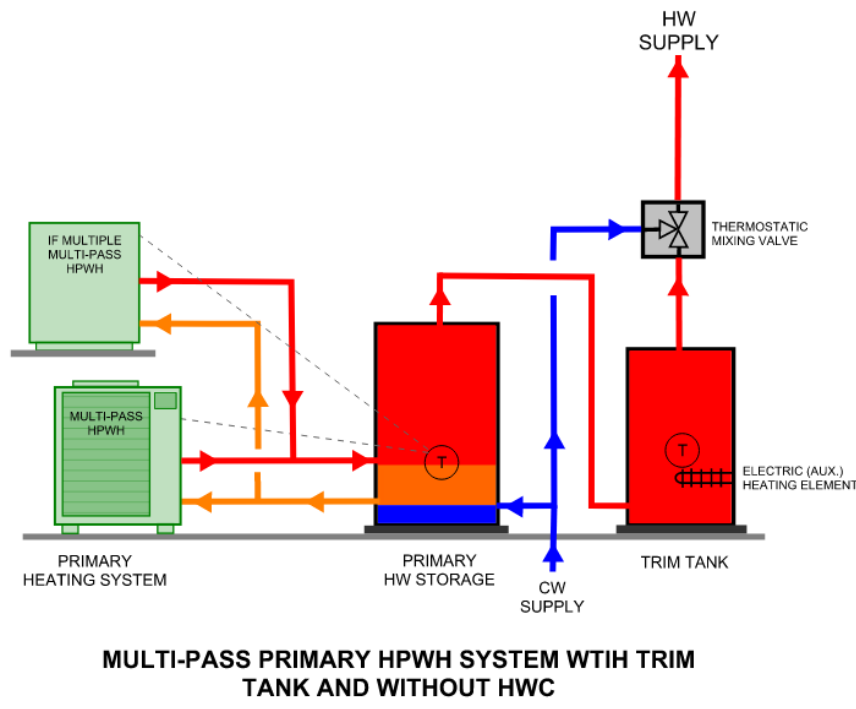 HW
SUPPLY
IF MULTIPLE
MULTI-PASS
HPWH
THERMOSTATIC
MIXING VALVE
MULTI-PASS
HPWH
T
T
ELECTRIC (AUX.)
HEATING ELEMENT
PRIMARY
HEATING SYSTEM
PRIMARY
HW STORAGE
TRIM TANK
CW
SUPPLY
MULTI-PASS PRIMARY HPWH SYSTEM WTIH TRIM
TANK AND WITHOUT HWC